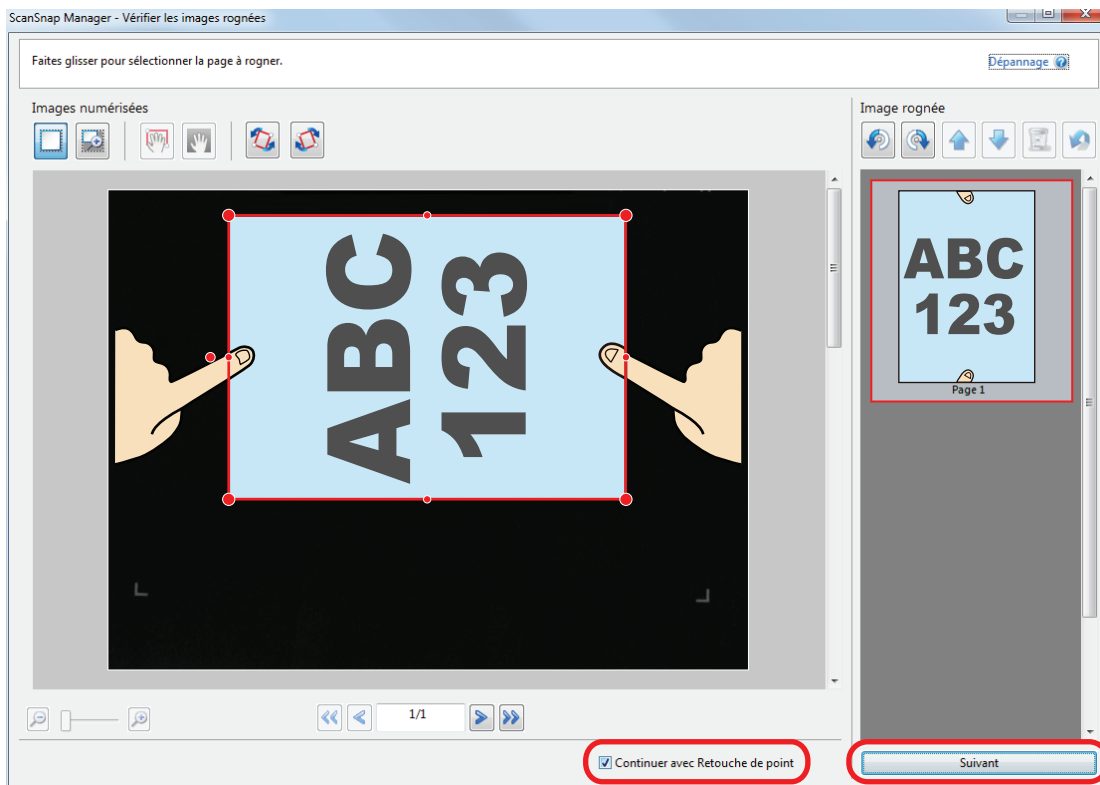 ScanSnap Manager - Vérifier les images rognées
Faites glisser pour sélectionner la page à rogner.
Dépannage
Images numérisées
Image rognée
ABC
123
ABC
123
Page 1
1/1
Continuer avec Retouche de point
Suivant